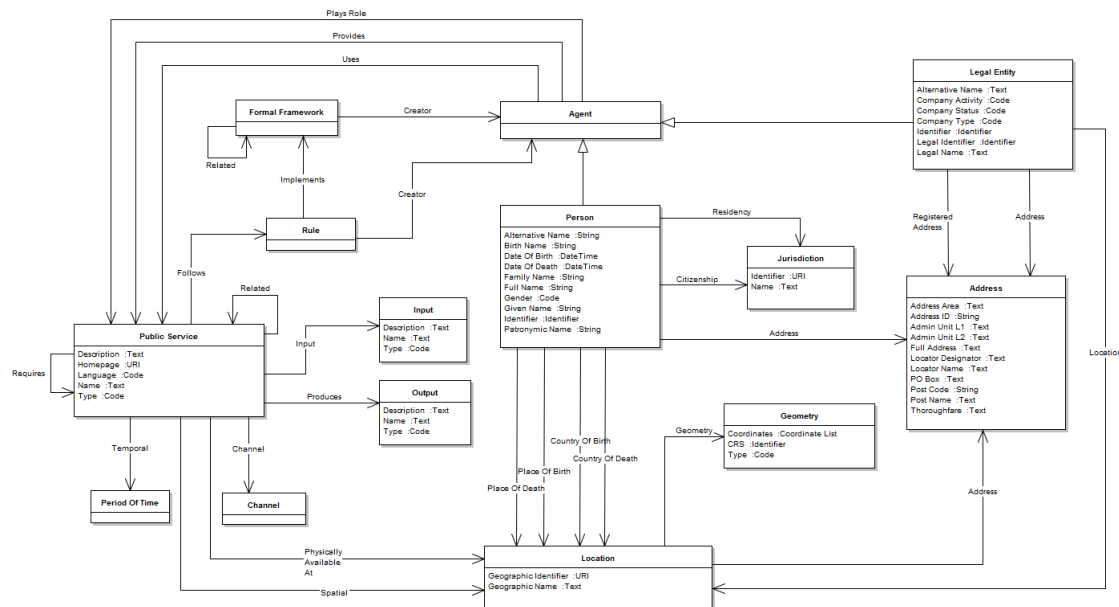 Plays Role
Provides
Uses
Legal Entity
Alternative Name :Text
Company Activity :Code
Company Status :Code
Company Type :Code
Identifier :Identifier
Legal Identifier :Identifier
Legal Name :Text
Formal Framework
Creator
Agent
Related
Implements
Creator
Rule
Follows
Person
Alternative Name :String
Birth Name :String
Date Of Birth :DateTime
Date Of Death :DateTime
Family Name :String
Full Name :String
Gender :Code
Given Name :String
Identifier :Identifier
Patronymic Name :String
Residency
Citizenship
Address
Jurisdiction
Identifier :URI
Name :Text
Registered
Address
Address
Address
Address Area :Text
Address ID :String
Admin Unit L1 :Text
Admin Unit L2 :Text
Full Address :Text
Locator Designator :Text
Locator Name :Text
PO Box :Text
Post Code :String
Post Name :Text
Thoroughfare :Text
Location
Related
Public Service
Description :Text
Homepage :URI
Language :Code
Name :Text
Type :Code
Requires
Input
Input
Description :Text
Name :Text
Type :Code
Produces
Output
Description :Text
Name :Text
Type :Code
Temporal
Channel
Period Of Time
Channel
Country Of Birth
Country Of Death
Place Of Birth
Place Of Death
Geometry
Geometry
Coordinates :Coordinate List
CRS :Identifier
Type :Code
Address
Physically
Available
At
Spatial
Location
Geographic Identifier :URI
Geographic Name :Text